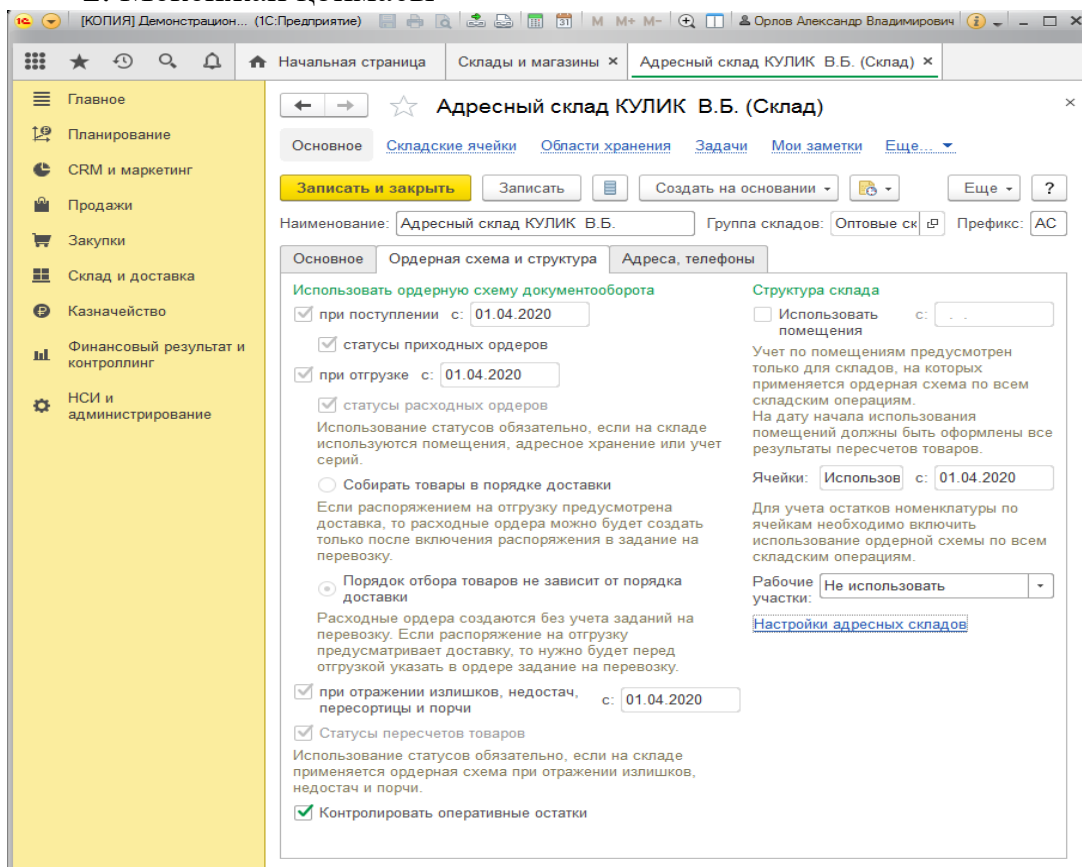 1С [КОПИЯ] Демонстрацион... (1С:Предприятие) 31 M M+ M- Орлов Александр Владимирович
Начальная страница Склады и магазины × Адресный склад КУЛИК В.Б. (Склад) ×
Главное
Планирование
CRM и маркетинг
Продажи
Закупки
Склад и доставка
Казначейство
Финансовый результат и
контроллинг
НСИ и
администрирование
Адресный склад КУЛИК В.Б. (Склад) ×
Основное Складские ячейки Области хранения Задачи Мои заметки Еще...
Записать и закрыть Записать Создать на основании Еще ?
Наименование: Адресный склад КУЛИК В.Б. Группа складов: Оптовые ск Префикс: АС
Основное Ордерная схема и структура Адреса, телефоны
Использовать ордерную схему документооборота
при поступлении с: 01.04.2020
статусы приходных ордеров
при отгрузке с: 01.04.2020
статусы расходных ордеров
Использование статусов обязательно, если на складе
используются помещения, адресное хранение или учет
серий.
Собирать товары в порядке доставки
Если распоряжением на отгрузку предусмотрена
доставка, то расходные ордера можно будет создать
только после включения распоряжения в задание на
перевозку.
Порядок отбора товаров не зависит от порядка
доставки
Расходные ордера создаются без учета заданий на
перевозку. Если распоряжение на отгрузку
предусматривает доставку, то нужно будет перед
отгрузкой указать в ордере задание на перевозку.
при отражении излишков, недостач,
пересортицы и порчи с: 01.04.2020
Статусы пересчетов товаров
Использование статусов обязательно, если на складе
применяется ордерная схема при отражении излишков,
недостач и порчи.
Контролировать оперативные остатки
Структура склада
Использовать с: . .
помещения
Учет по помещениям предусмотрен
только для складов, на которых
применяется ордерная схема по всем
складским операциям.
На дату начала использования
помещений должны быть оформлены все
результаты пересчетов товаров.
Ячейки: Использов с: 01.04.2020
Для учета остатков номенклатуры по
ячейкам необходимо включить
использование ордерной схемы по всем
складским операциям.
Рабочие Не использовать
участки:
Настройки адресных складов